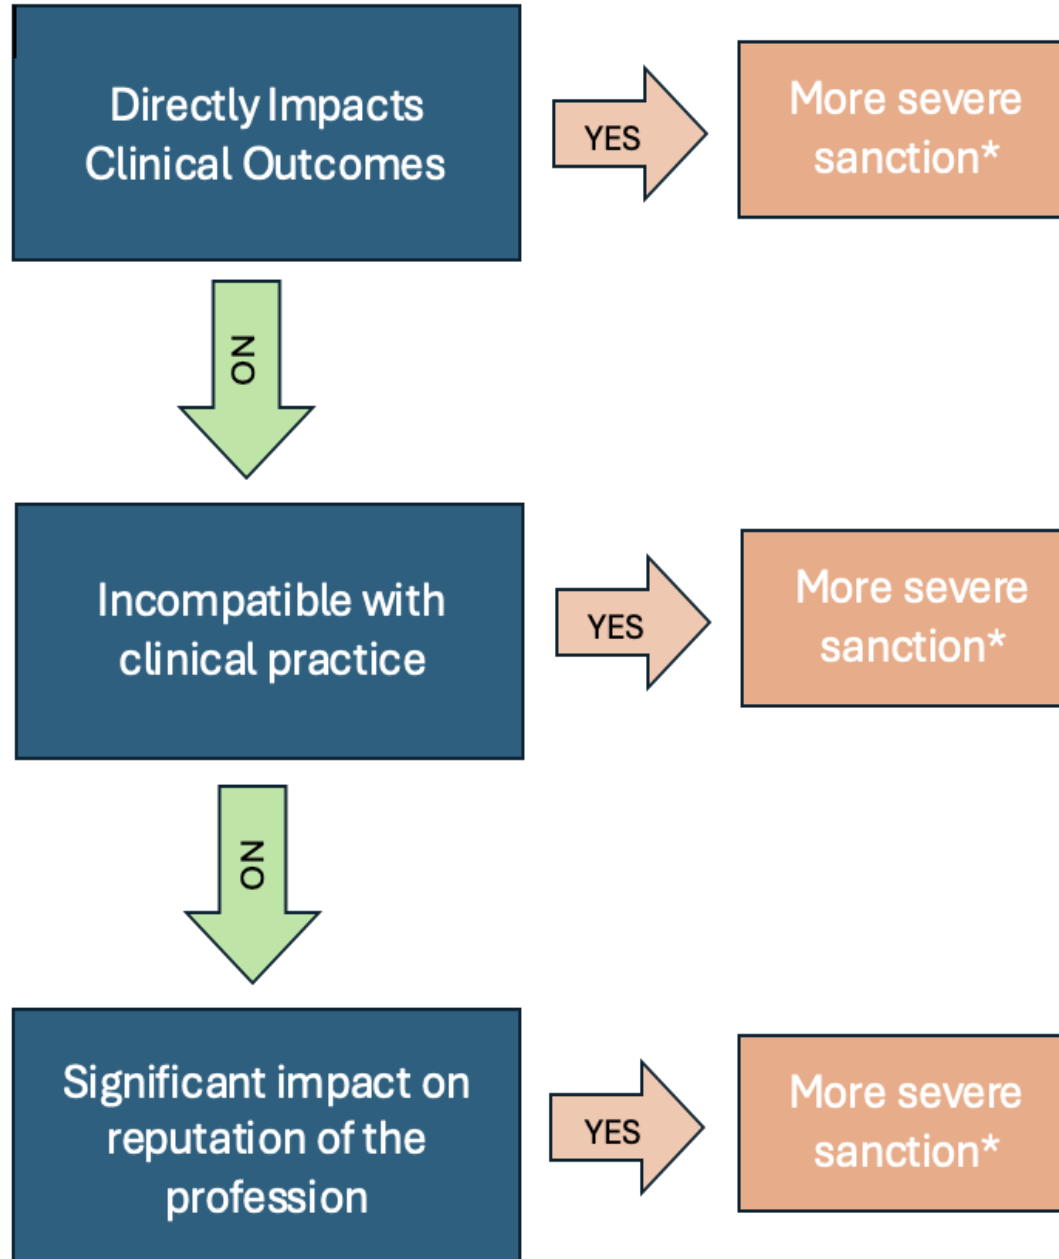 Directly Impacts
Clinical Outcomes
YES
More severe
sanction*
NO
Incompatible with
clinical practice
YES
More severe
sanction*
NO
Significant impact on
reputation of the
profession
YES
More severe
sanction*